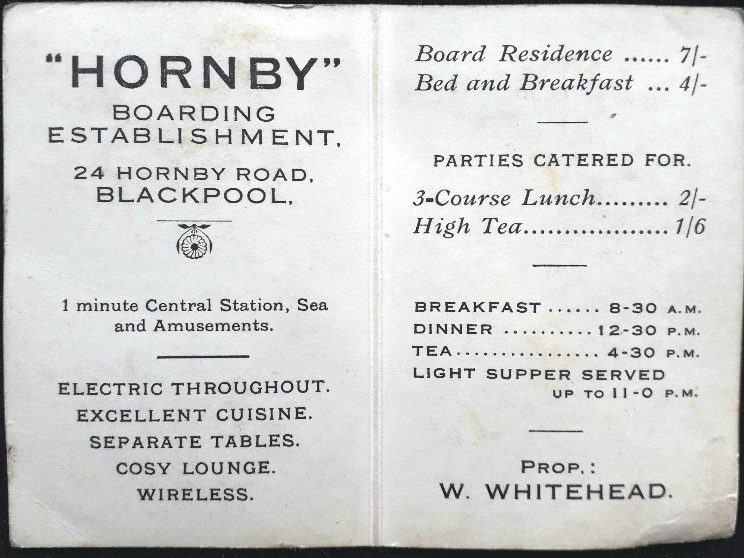 "HORNBY"
BOARDING
ESTABLISHMENT,
24 HORNBY ROAD,
BLACKPOOL,
1 minute Central Station, Sea
and Amusements.
ELECTRIC THROUGHOUT.
EXCELLENT CUISINE.
SEPARATE TABLES.
COSY LOUNGE.
WIRELESS.
Board Residence ...... 7/-
Bed and Breakfast ... 4/-
PARTIES CATERED FOR.
3-Course Lunch......... 2/-
High Tea.................. 1/6
BREAKFAST ...... 8-30 A.M.
DINNER .......... 12-30 P.M.
TEA................ 4-30 P.M.
LIGHT SUPPER SERVED
UP TO 11-0 P.M.
PROP.:
W. WHITEHEAD.